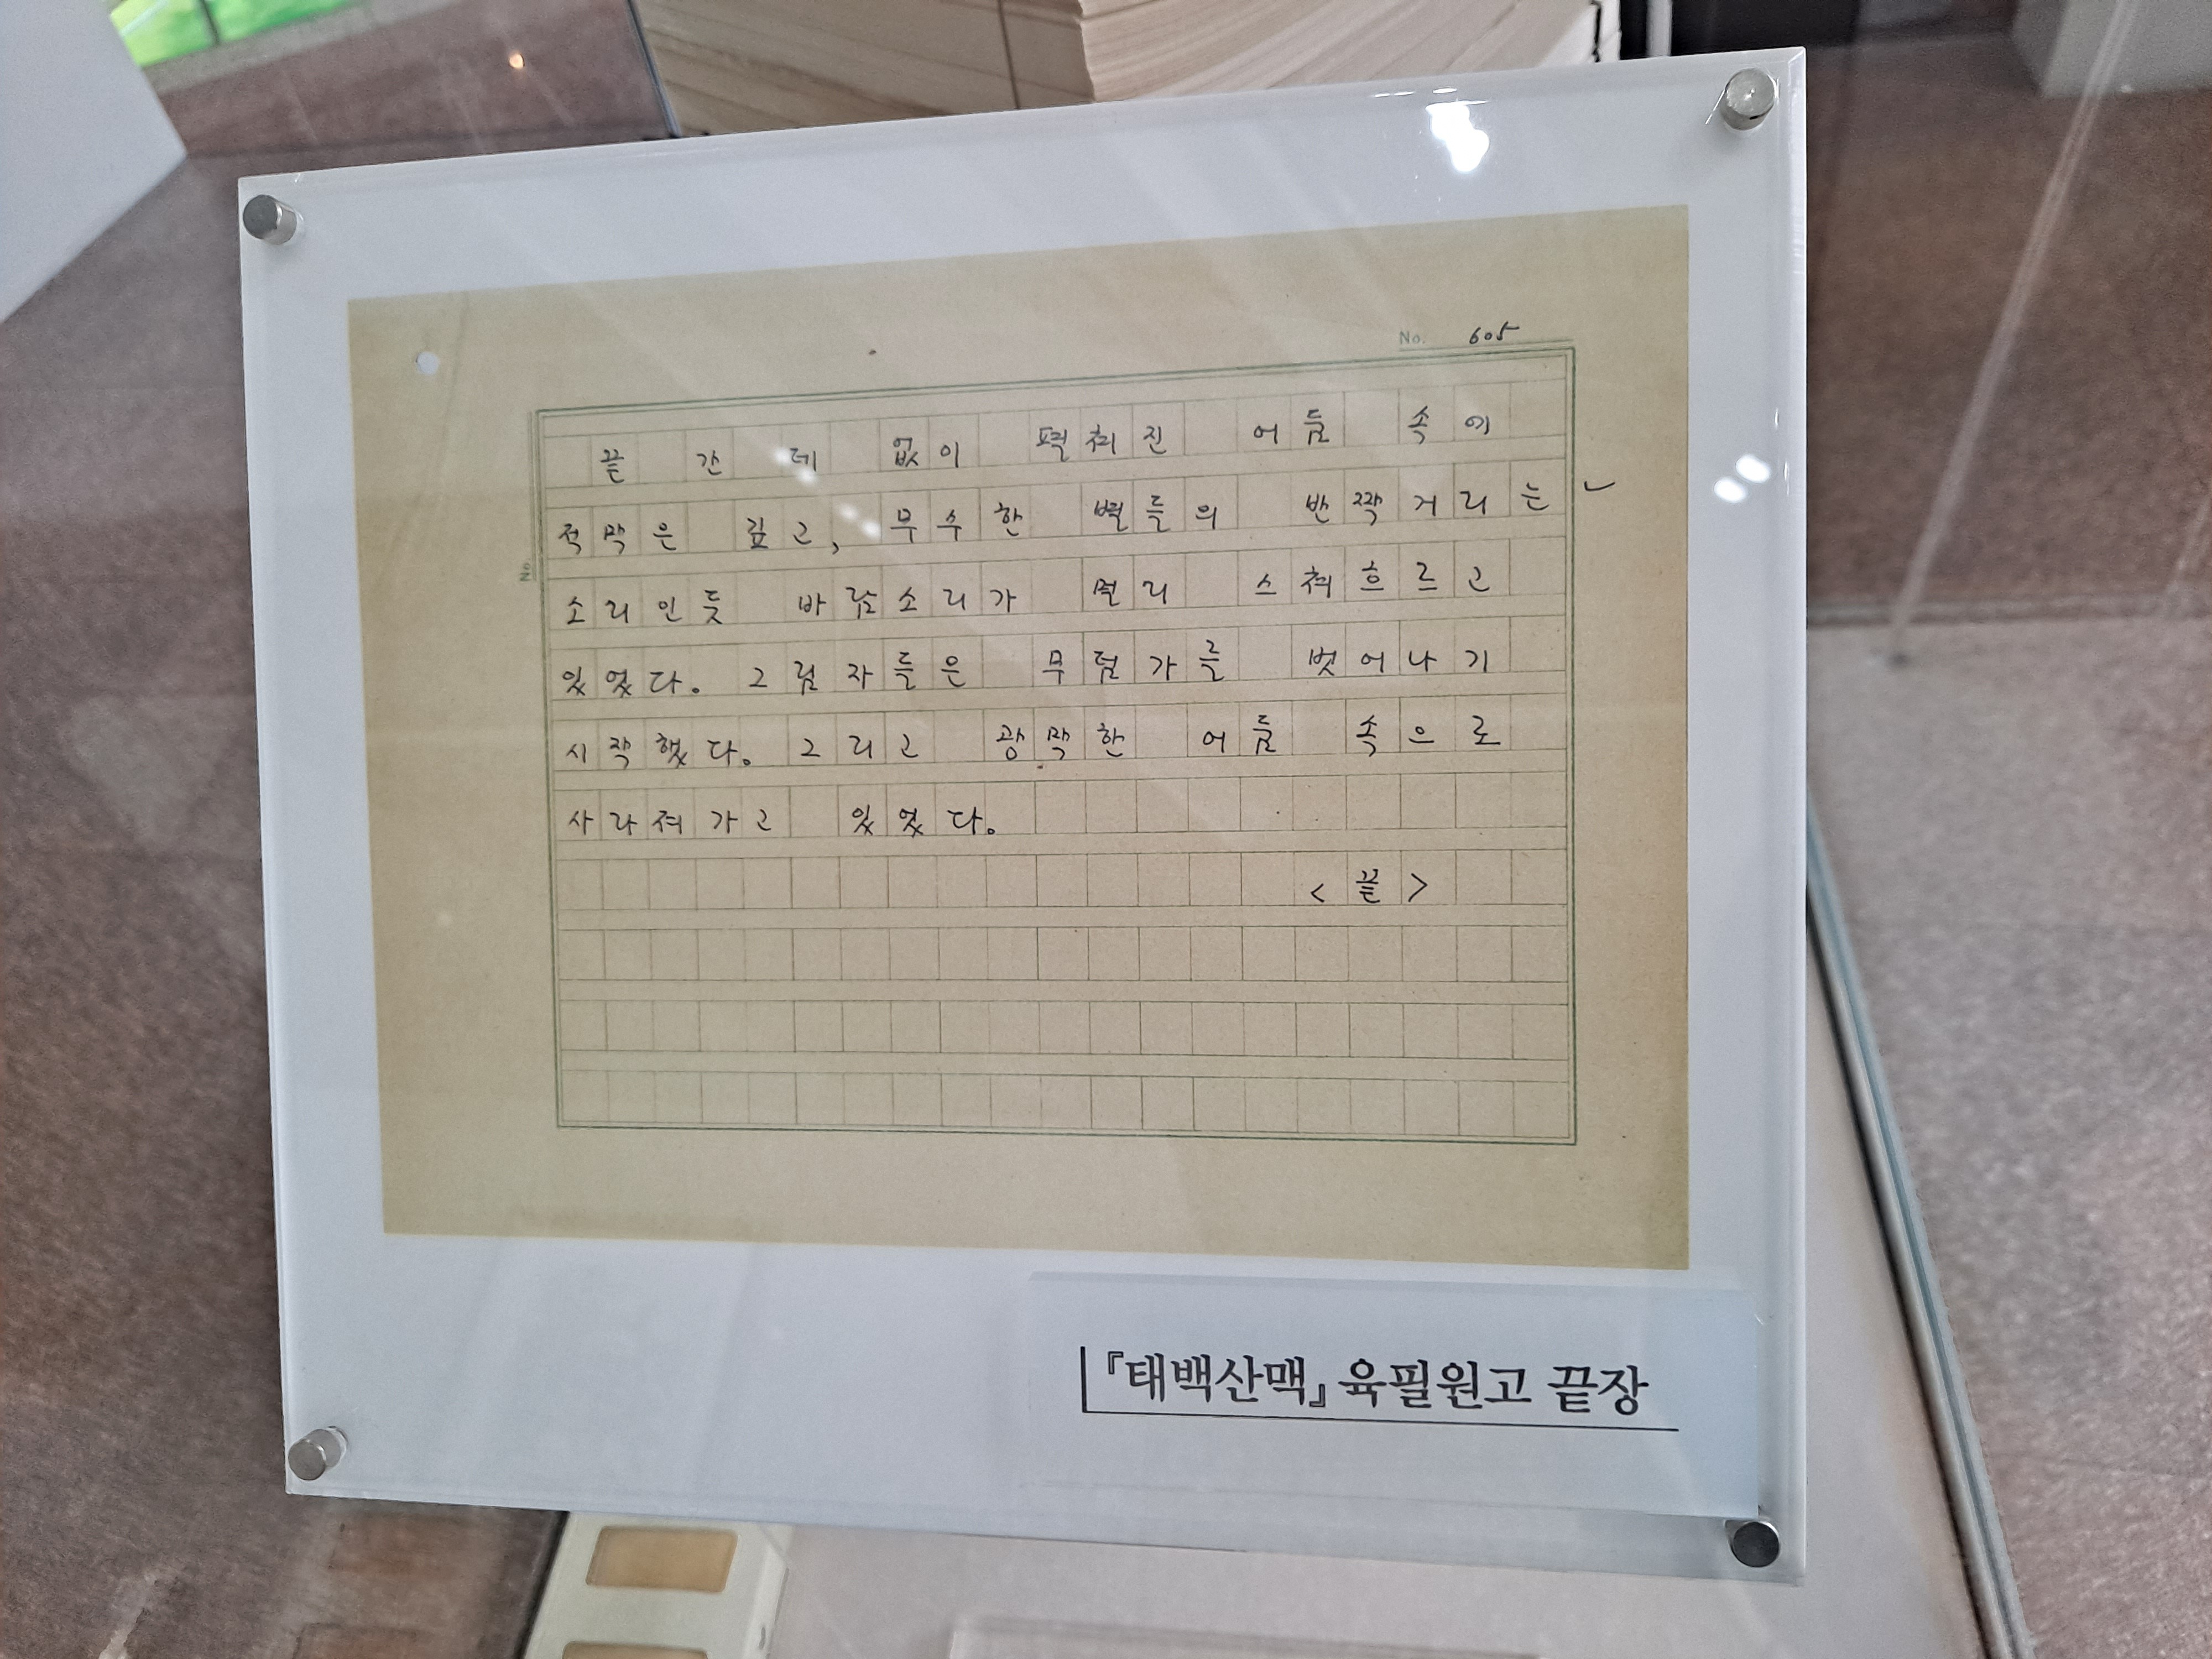 No. 605
끝 간 데 없이 펼쳐진 어둠 속에
적막은 깊고, 무수한 별들의 반짝거리는
소리인듯 바람소리가 멀리 스쳐흐르고
있었다. 그림자들은 무덤가를 벗어나기
시작했다. 그리고 광막한 어둠 속으로
사라져가고 있었다.
<끝>
No.
『태백산맥』 육필원고 끝장